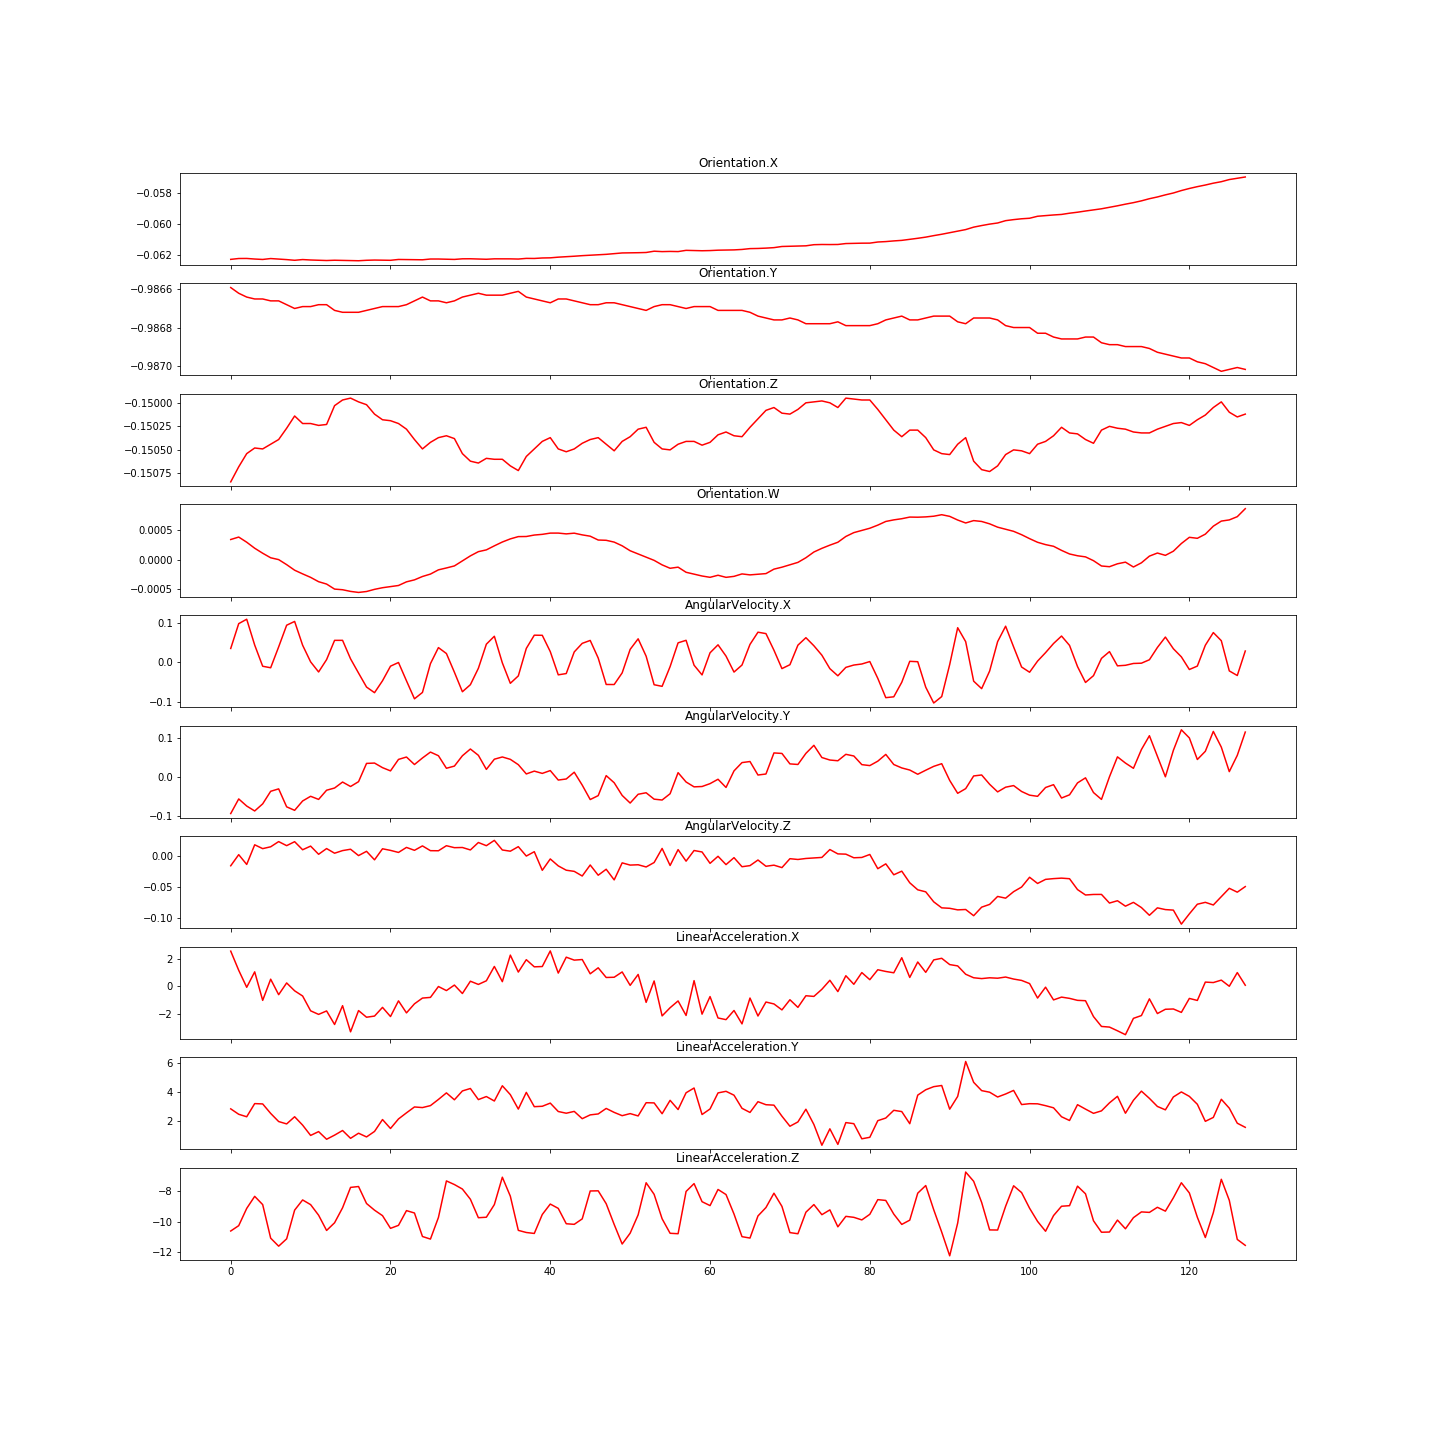 Orientation.X
−0.058
−0.060
−0.062
Orientation.Y
−0.9866
−0.9868
−0.9870
Orientation.Z
−0.15000
−0.15025
−0.15050
−0.15075
Orientation.W
0.0005
0.0000
−0.0005
AngularVelocity.X
0.1
0.0
−0.1
AngularVelocity.Y
0.1
0.0
−0.1
AngularVelocity.Z
0.00
−0.05
−0.10
LinearAcceleration.X
2
0
−2
LinearAcceleration.Y
6
4
2
LinearAcceleration.Z
−8
−10
−12
0 20 40 60 80 100 120